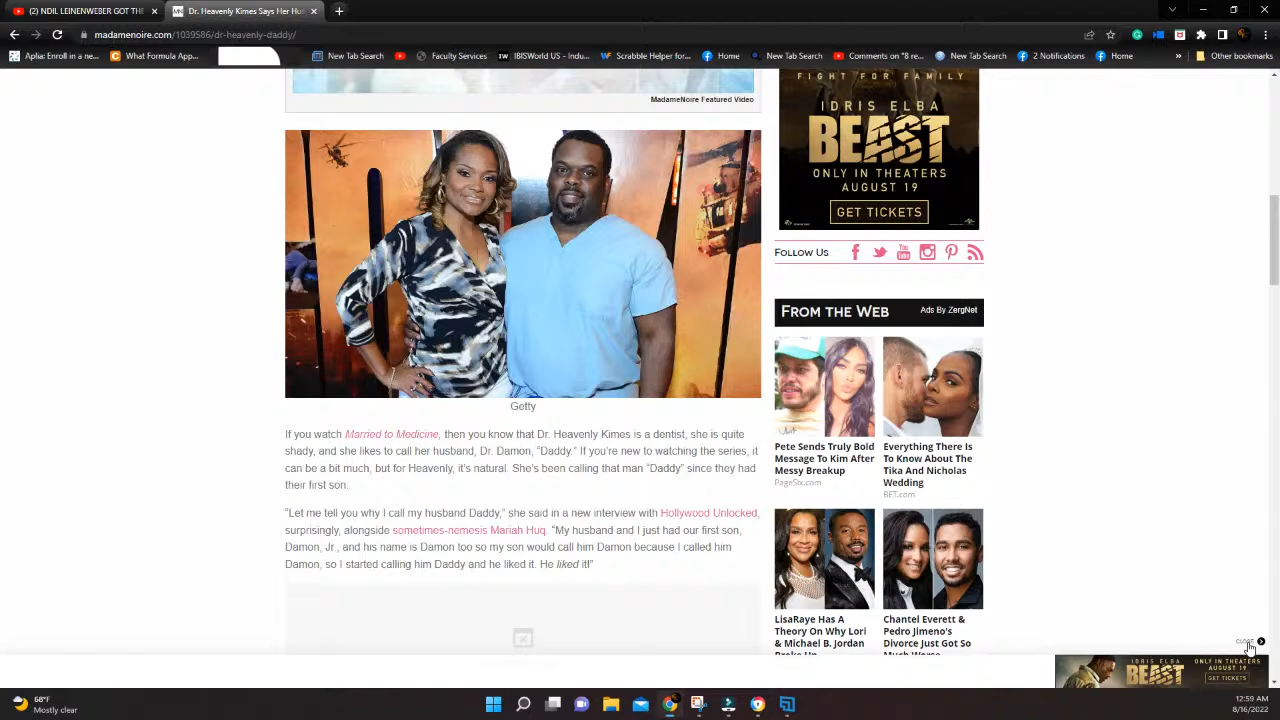 (2) NDIL LEINENWEBER GOT THE
Dr. Heavenly Kimes Says Her Hus
madamenoire.com/1039586/dr-heavenly-daddy/
Aplia: Enroll in a ne...
What Formula App...
New Tab Search
Faculty Services
IBISWorld US - Indu...
Scrabble Helper for...
Home
New Tab Search
Comments on "8 re...
New Tab Search
2 Notifications
Home
Other bookmarks
MadameNoire Featured Video
FIGHT FOR FAMILY
IDRIS ELBA
BEAST
ONLY IN THEATERS
AUGUST 19
GET TICKETS
FOLLOW US
FROM THE WEB
Ads By ZergNet
Getty
If you watch Married to Medicine, then you know that Dr. Heavenly Kimes is a dentist, she is quite
shady, and she likes to call her husband, Dr. Damon, “Daddy.” If you’re new to watching the series, it
can be a bit much, but for Heavenly, it’s natural. She’s been calling that man “Daddy” since they had
their first son.
“Let me tell you why I call my husband Daddy,” she said in a new interview with Hollywood Unlocked,
surprisingly, alongside sometimes-nemesis Mariah Huq. “My husband and I just had our first son,
Damon, Jr., and his name is Damon too so my son would call him Damon because I called him
Damon, so I started calling him Daddy and he liked it. He liked it!”
Pete Sends Truly Bold
Message To Kim After
Messy Breakup
PageSix.com
Everything There Is
To Know About The
Tika And Nicholas
Wedding
BET.com
LisaRaye Has A
Theory On Why Lori
& Michael B. Jordan
Broke Up
Chantel Everett &
Pedro Jimeno's
Divorce Just Got So
Much Worse
CLOSE
IDRIS ELBA
BEAST
ONLY IN THEATERS
AUGUST 19
GET TICKETS
68°F
Mostly clear
12:59 AM
8/16/2022